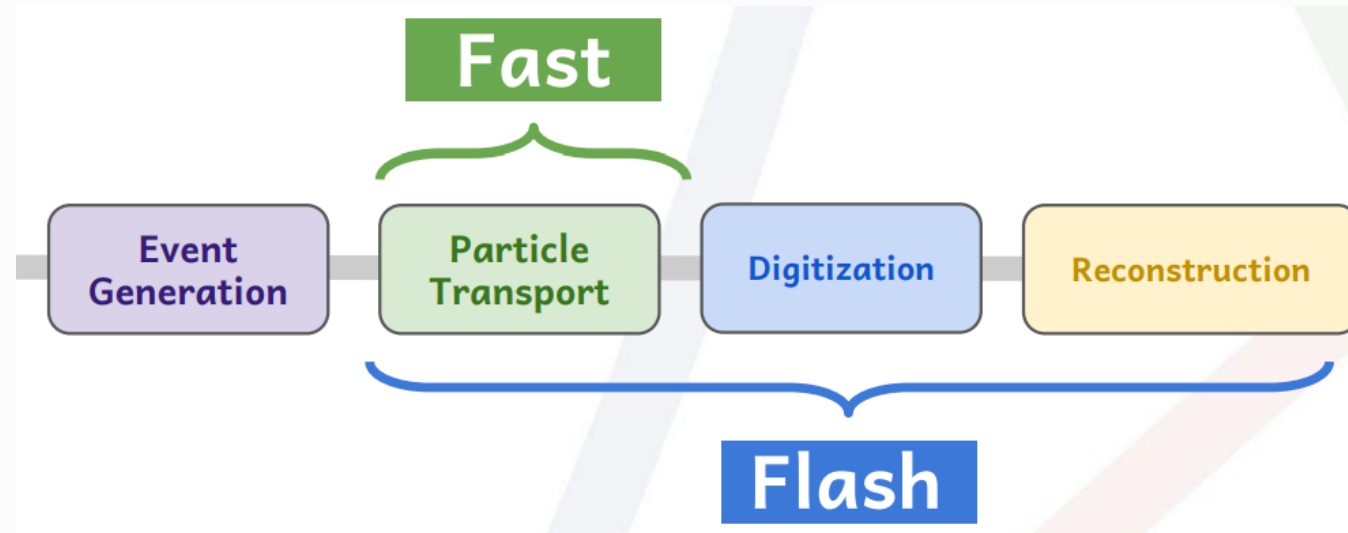 Fast
Event
Generation
Particle
Transport
Digitization
Reconstruction
Flash